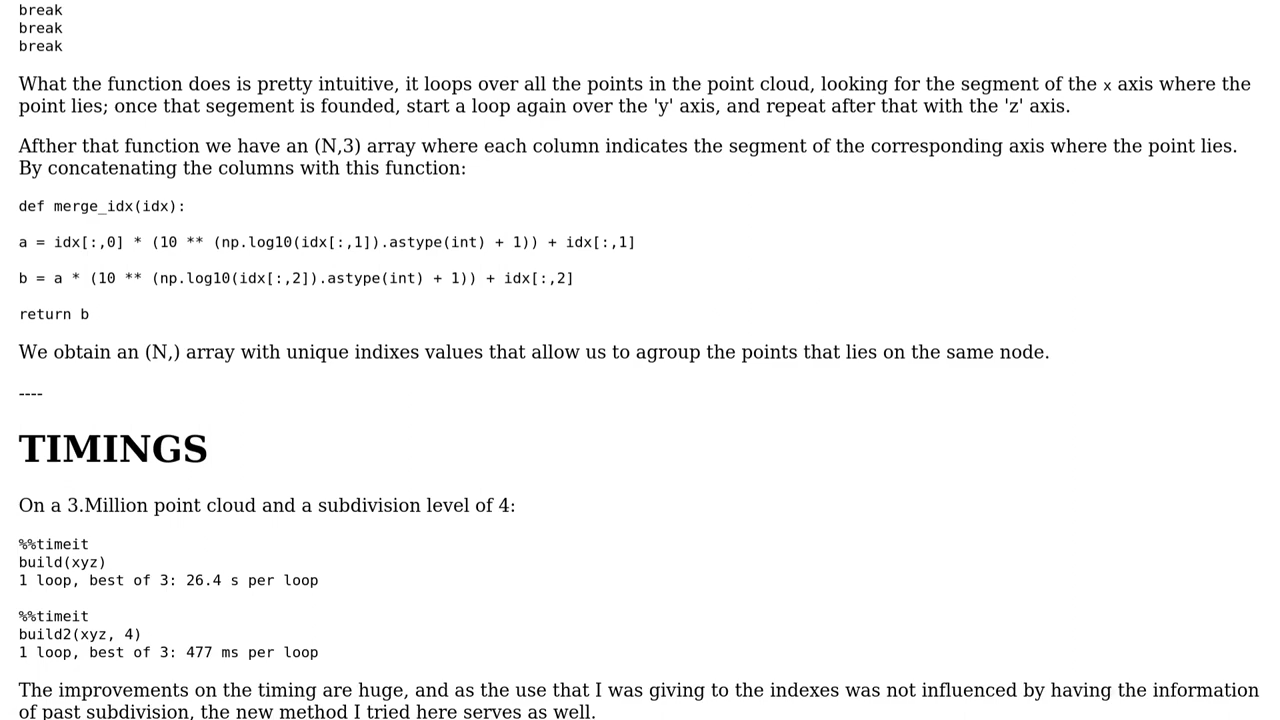 break
break
break
What the function does is pretty intuitive, it loops over all the points in the point cloud, looking for the segment of the x axis where the
point lies; once that segement is founded, start a loop again over the 'y' axis, and repeat after that with the 'z' axis.
Afther that function we have an (N,3) array where each column indicates the segment of the corresponding axis where the point lies.
By concatenating the columns with this function:
def merge_idx(idx):
a = idx[:,0] * (10 ** (np.log10(idx[:,1]).astype(int) + 1)) + idx[:,1]
b = a * (10 ** (np.log10(idx[:,2]).astype(int) + 1)) + idx[:,2]
return b
We obtain an (N,) array with unique indixes values that allow us to agroup the points that lies on the same node.
----
TIMINGS
On a 3.Million point cloud and a subdivision level of 4:
%%timeit
build(xyz)
1 loop, best of 3: 26.4 s per loop
%%timeit
build2(xyz, 4)
1 loop, best of 3: 477 ms per loop
The improvements on the timing are huge, and as the use that I was giving to the indexes was not influenced by having the information
of past subdivision, the new method I tried here serves as well.